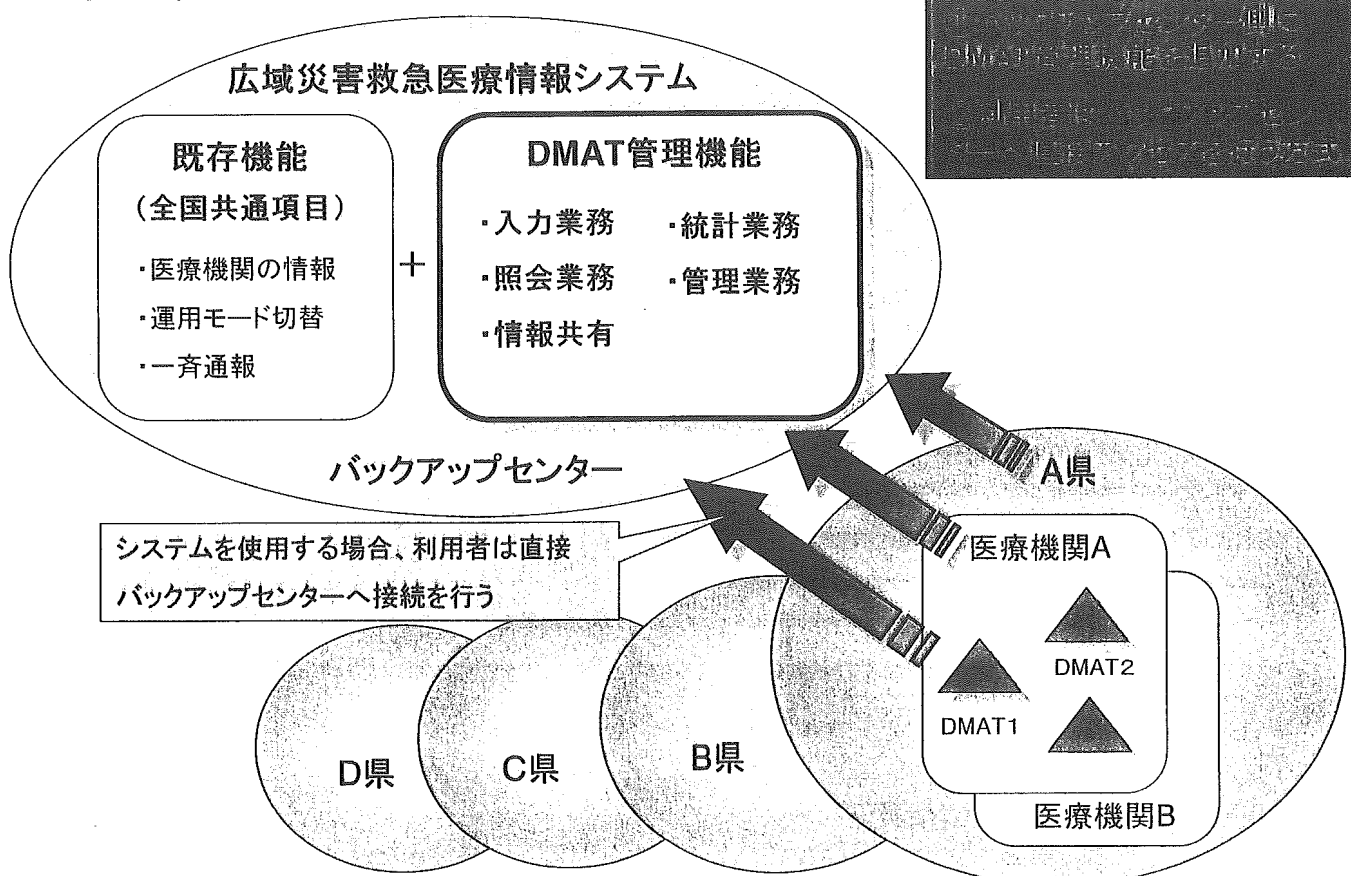 広域災害救急医療情報システム
既存機能
(全国共通項目)
・医療機関の情報
・運用モード切替
・一斉通報
+
DMAT管理機能
・入力業務
・照会業務
・情報共有
・統計業務
・管理業務
バックアップセンター
システムを使用する場合、利用者は直接
バックアップセンターへ接続を行う
A県
医療機関A
DMAT2
DMAT1
医療機関B
B県
C県
D県